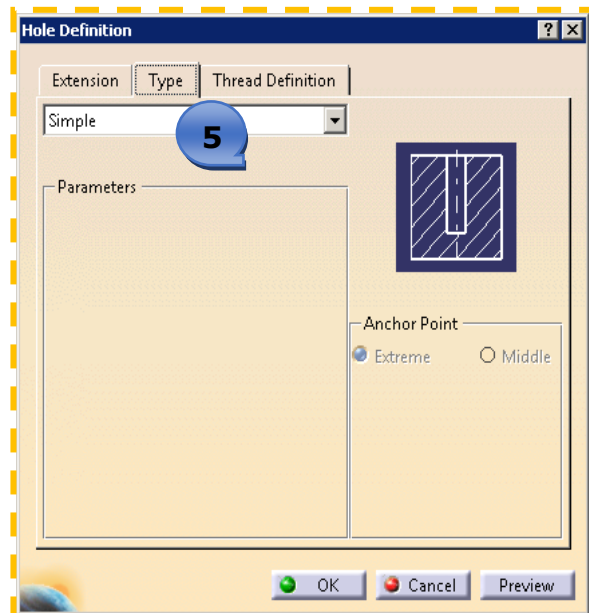 Hole Definition
? X
Extension Type Thread Definition
Simple
5
Parameters
Anchor Point
Extreme Middle
OK Cancel Preview